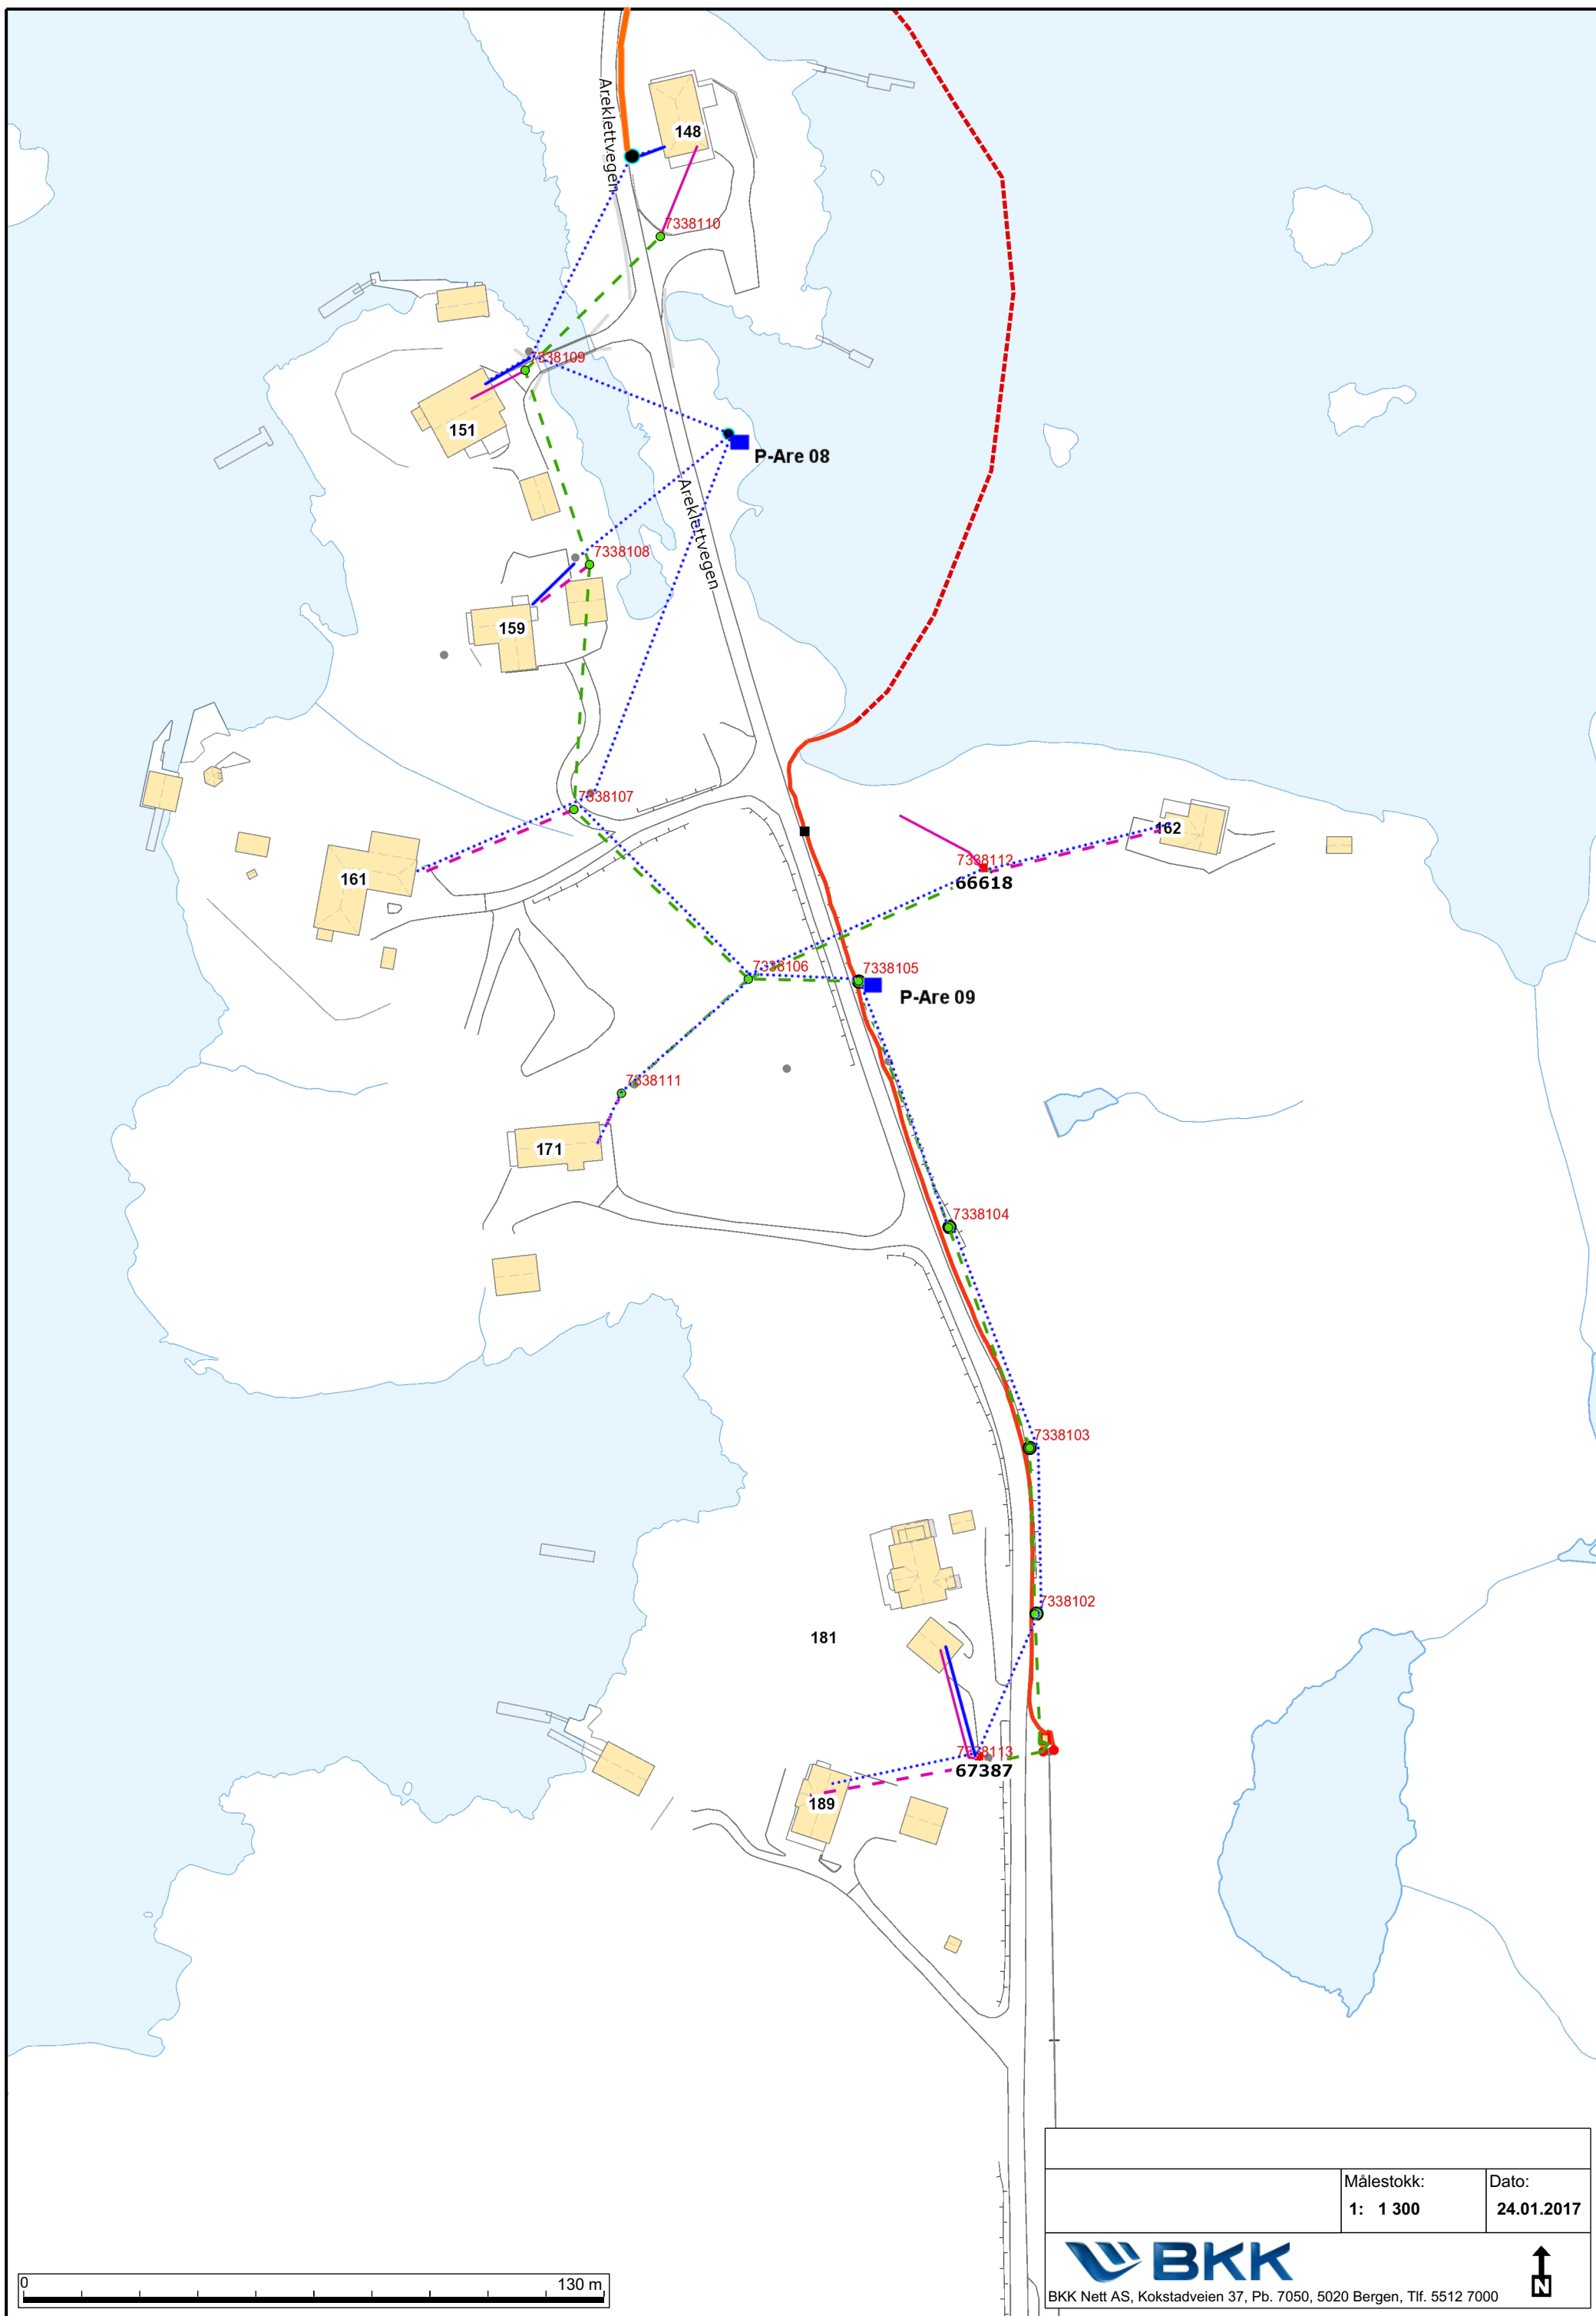 Areklettvegen
148
7338110
7338109
151
P-Are 08
Areklettvegen
7338108
159
7338107
161
162
7338112
66618
7338106
7338105
P-Are 09
7338111
171
7338104
7338103
7338102
181
7338113
67387
189
Målestokk:
Dato:
1: 1 300
24.01.2017
BKK
BKK Nett AS, Kokstadveien 37, Pb. 7050, 5020 Bergen, Tlf. 5512 7000
N
0
130 m